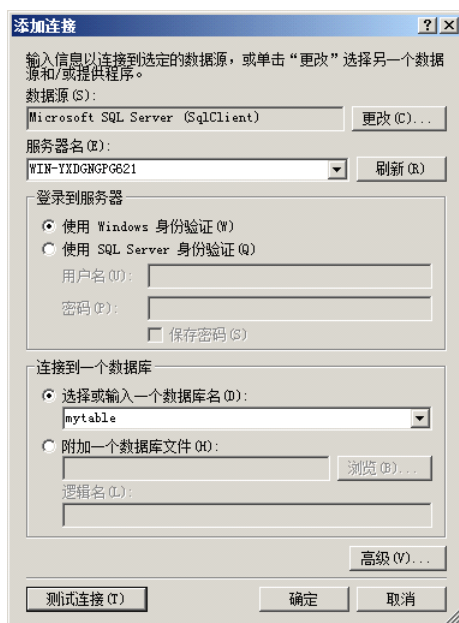 添加连接
输入信息以连接到选定的数据源，或单击“更改”选择另一个数据
源和/或提供程序。
数据源(S):
Microsoft SQL Server (SqlClient)
更改(C)...
服务器名(E):
WIN-YXDGNGPG621
刷新(R)
登录到服务器
使用 Windows 身份验证(W)
使用 SQL Server 身份验证(Q)
用户名(U):
密码(P):
保存密码(S)
连接到一个数据库
选择或输入一个数据库名(D):
mytable
附加一个数据库文件(H):
浏览(B)...
逻辑名(L):
高级(V)...
测试连接(T)
确定
取消